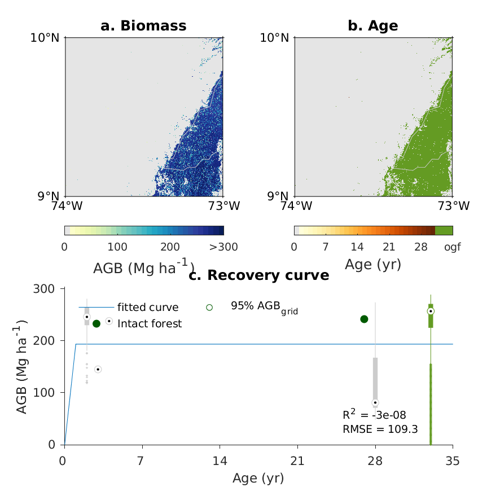 a. Biomass
b. Age
10°N
10°N
9°N
9°N
74°W
73°W
74°W
73°W
0 100 200 >300
0 7 14 21 28 ogf
AGB (Mg ha⁻¹)
Age (yr)
c. Recovery curve
300
200
100
0
AGB (Mg ha⁻¹)
fitted curve
95% AGB_grid
Intact forest
R² = -3e-08
RMSE = 109.3
0 7 14 21 28 35
Age (yr)